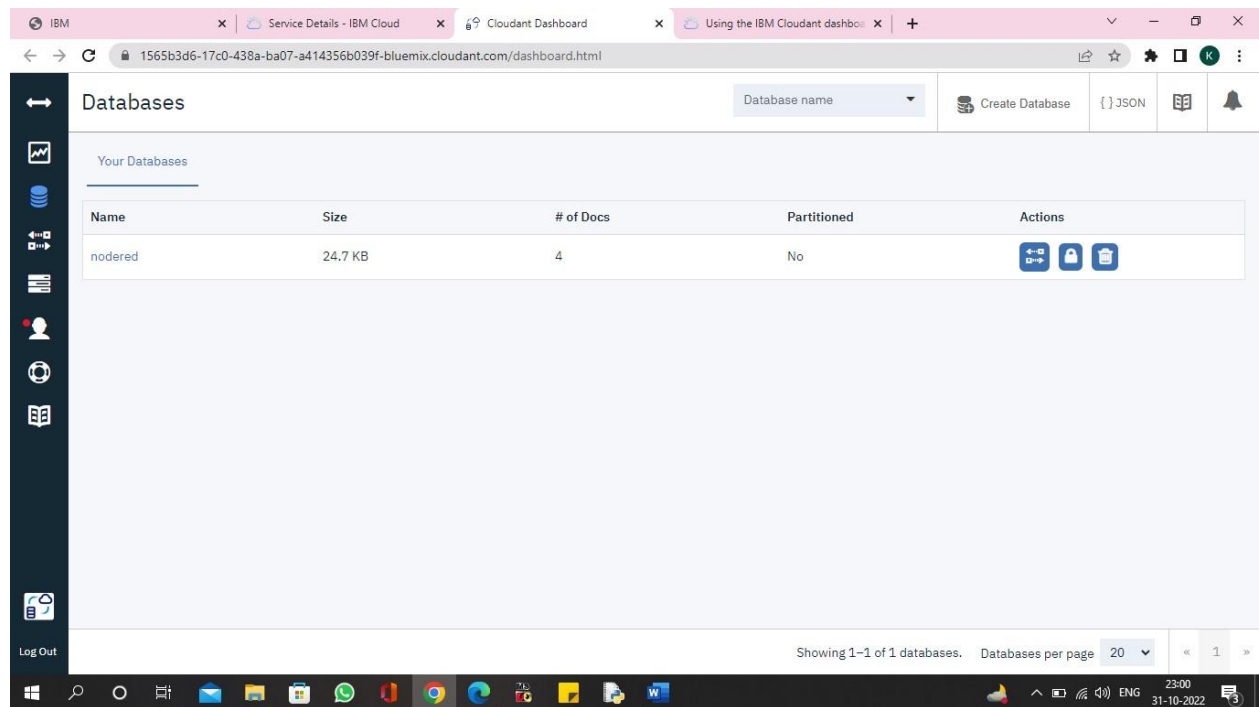 IBM
Service Details - IBM Cloud
Cloudant Dashboard
Using the IBM Cloudant dashboa
1565b3d6-17c0-438a-ba07-a414356b039f-bluemix.cloudant.com/dashboard.html
K
Databases
Database name
Create Database
{ } JSON
Your Databases
Name Size # of Docs Partitioned Actions
nodered 24.7 KB 4 No
Log Out
Showing 1–1 of 1 databases. Databases per page 20 « 1 »
ENG
23:00
31-10-2022
3